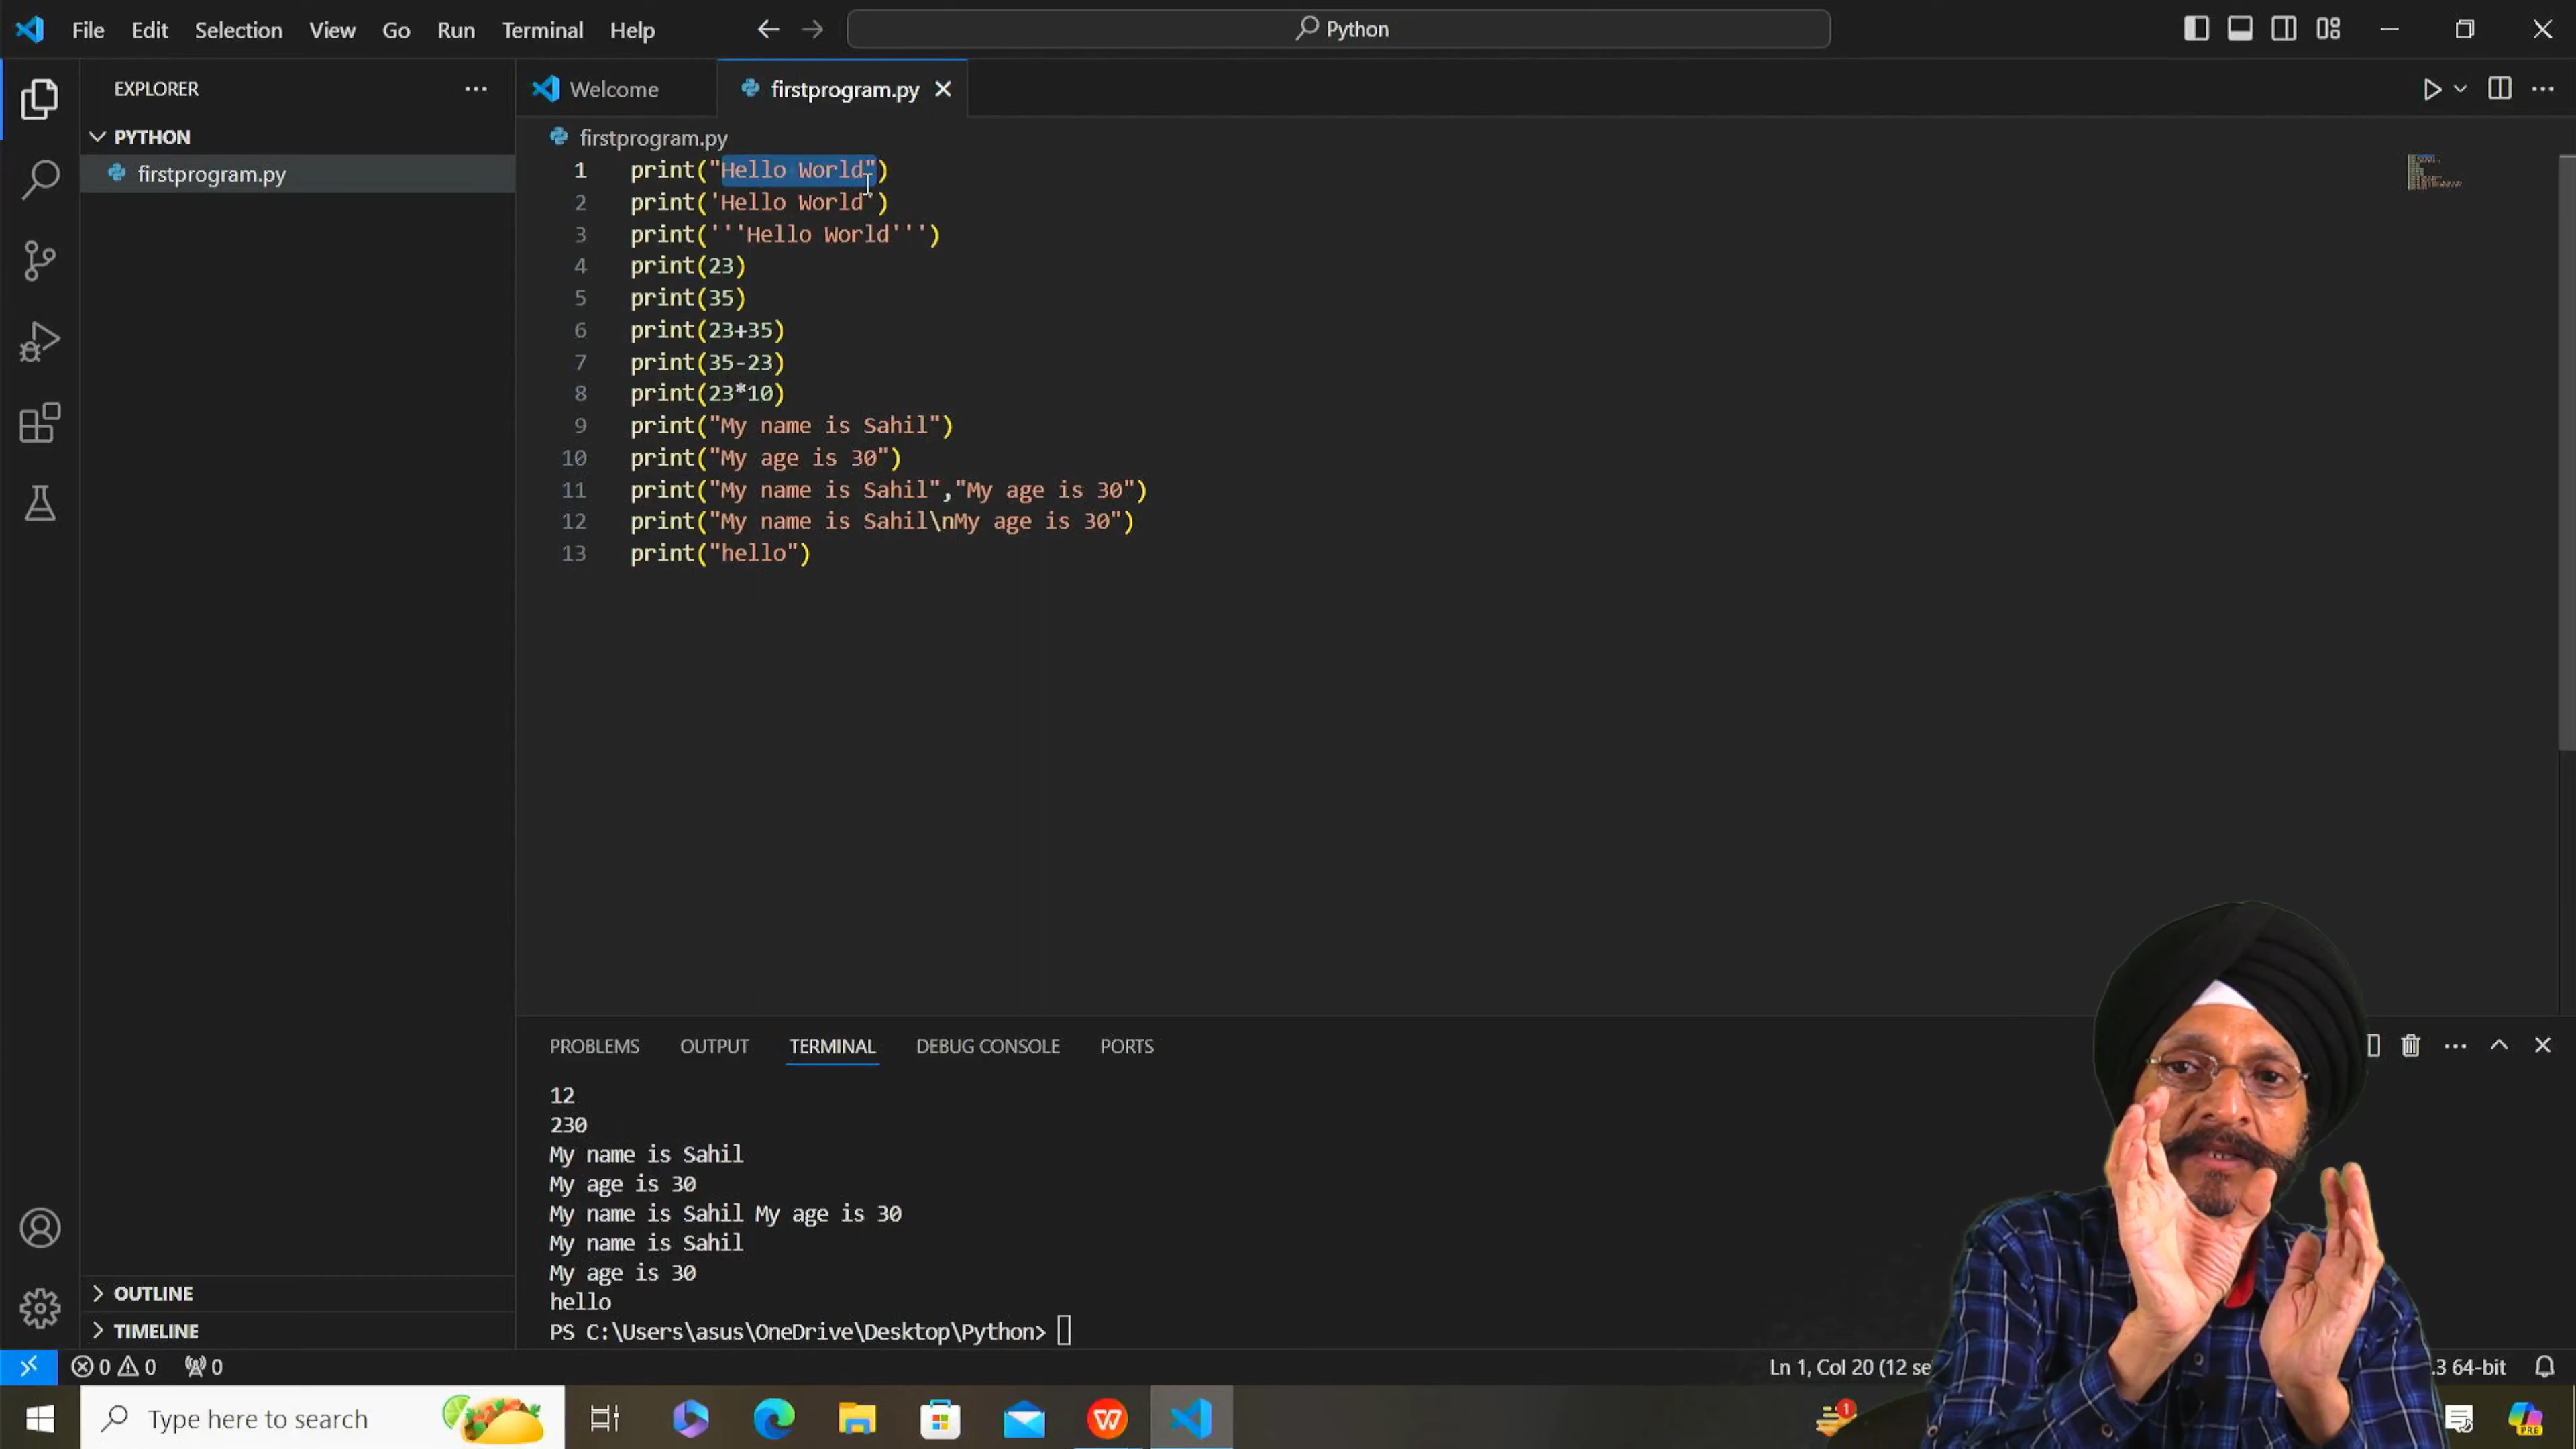 File Edit Selection View Go Run Terminal Help
Python
EXPLORER
PYTHON
firstprogram.py
OUTLINE
TIMELINE
Welcome
firstprogram.py
firstprogram.py
1 print("Hello World")
2 print('Hello World')
3 print('''Hello World''')
4 print(23)
5 print(35)
6 print(23+35)
7 print(35-23)
8 print(23*10)
9 print("My name is Sahil")
10 print("My age is 30")
11 print("My name is Sahil","My age is 30")
12 print("My name is Sahil\nMy age is 30")
13 print("hello")
PROBLEMS OUTPUT TERMINAL DEBUG CONSOLE PORTS
12
230
My name is Sahil
My age is 30
My name is Sahil My age is 30
My name is Sahil
My age is 30
hello
PS C:\Users\asus\OneDrive\Desktop\Python>
0 0 0
Ln 1, Col 20 (12 se
.3 64-bit
Type here to search
1
PRE